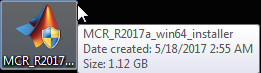 MCR_R2017a_win64_installer
Date created: 5/18/2017 2:55 AM
Size: 1.12 GB
MCR_R2017...